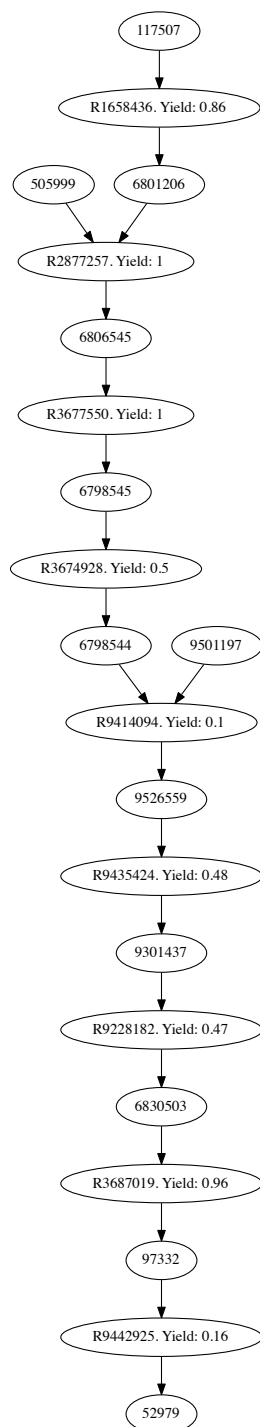 117507
R1658436. Yield: 0.86
505999
6801206
R2877257. Yield: 1
6806545
R3677550. Yield: 1
6798545
R3674928. Yield: 0.5
6798544
9501197
R9414094. Yield: 0.1
9526559
R9435424. Yield: 0.48
9301437
R9228182. Yield: 0.47
6830503
R3687019. Yield: 0.96
97332
R9442925. Yield: 0.16
52979